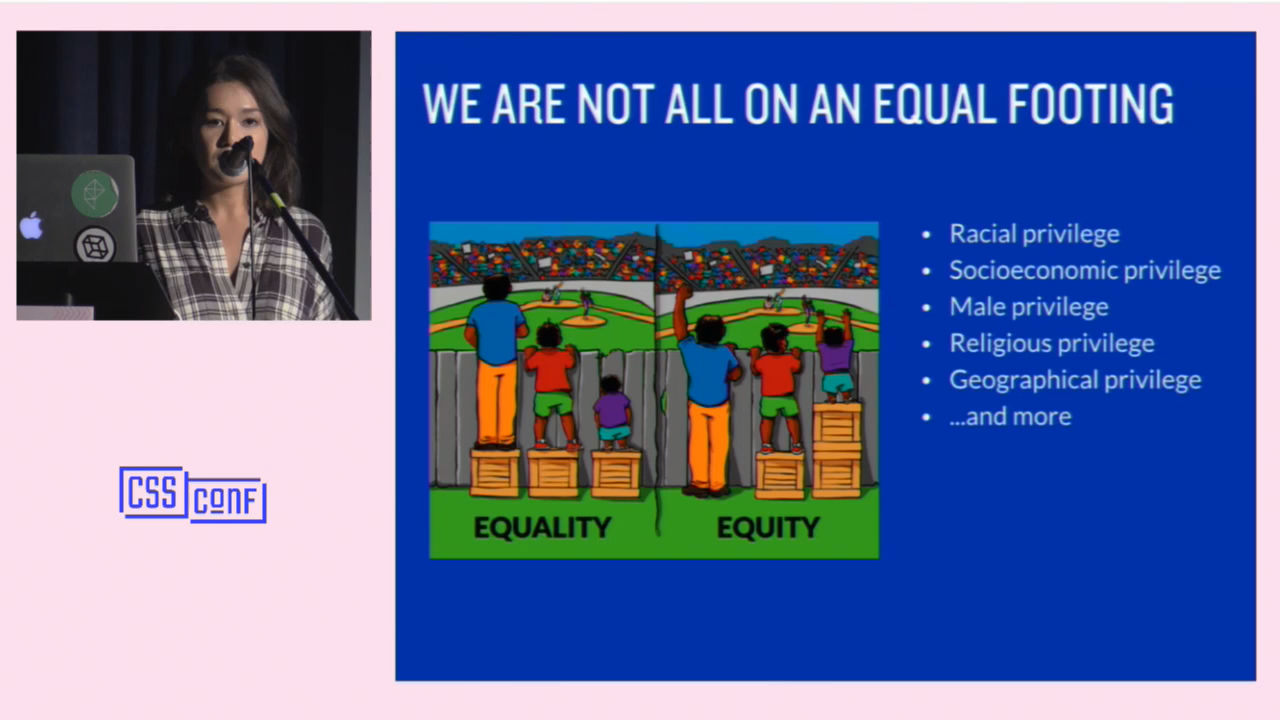 WE ARE NOT ALL ON AN EQUAL FOOTING
• Racial privilege
• Socioeconomic privilege
• Male privilege
• Religious privilege
• Geographical privilege
• ...and more
EQUALITY
EQUITY
CSS
conf